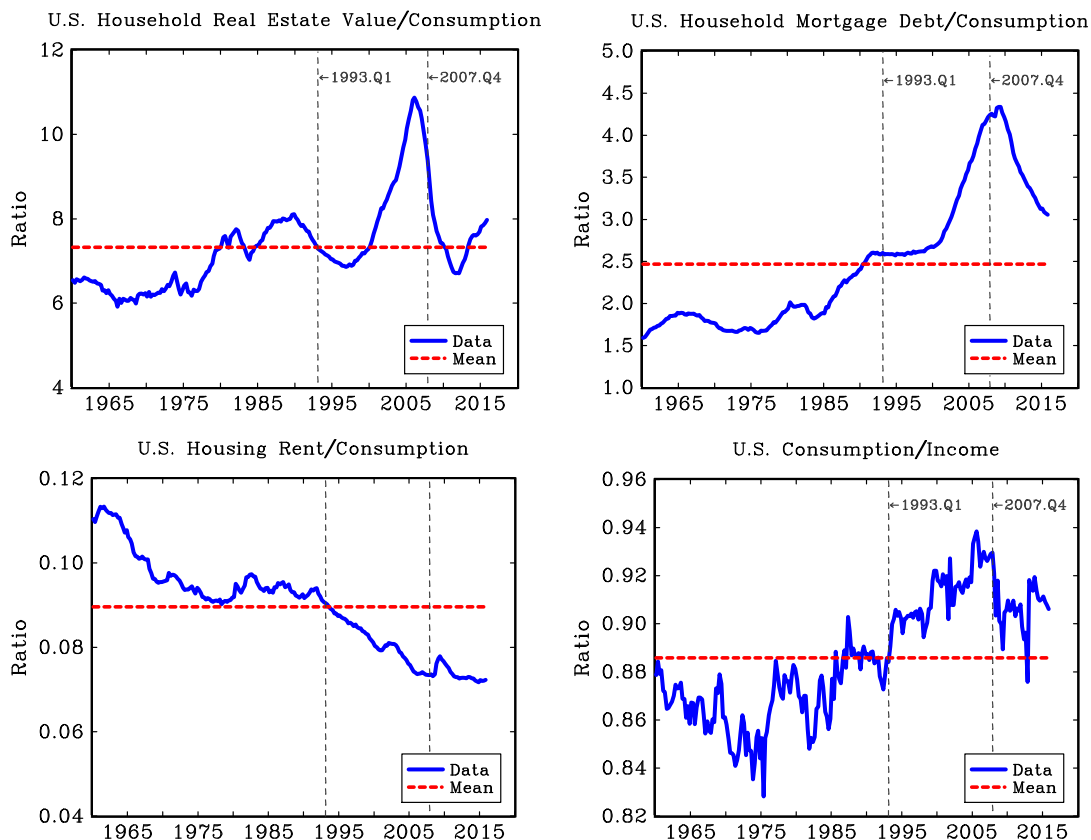 U.S. Household Real Estate Value/Consumption
12
10
8
6
4
Ratio
←1993.Q1
←2007.Q4
Data
Mean
1965 1975 1985 1995 2005 2015
U.S. Household Mortgage Debt/Consumption
5.0
4.5
4.0
3.5
3.0
2.5
2.0
1.5
1.0
Ratio
←1993.Q1
←2007.Q4
Data
Mean
1965 1975 1985 1995 2005 2015
U.S. Housing Rent/Consumption
0.12
0.10
0.08
0.06
0.04
Ratio
Data
Mean
1965 1975 1985 1995 2005 2015
U.S. Consumption/Income
0.96
0.94
0.92
0.90
0.88
0.86
0.84
0.82
Ratio
←1993.Q1
←2007.Q4
Data
Mean
1965 1975 1985 1995 2005 2015